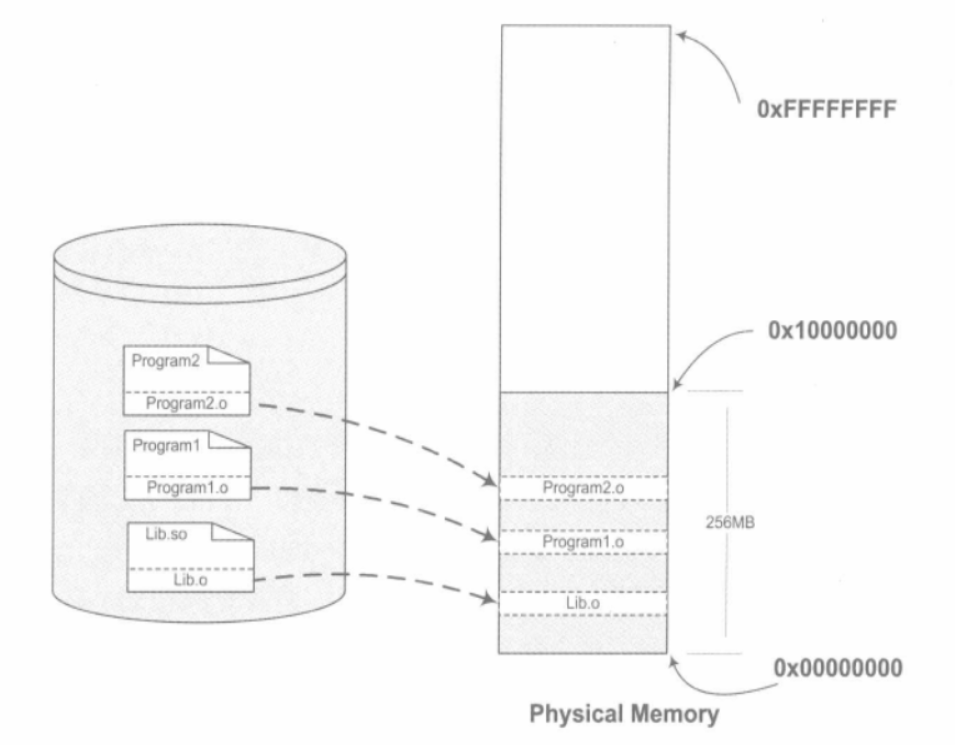 0xFFFFFFFF
0x10000000
Program2
Program2.o
Program1
Program1.o
Lib.so
Lib.o
Program2.o
Program1.o
Lib.o
256MB
0x00000000
Physical Memory